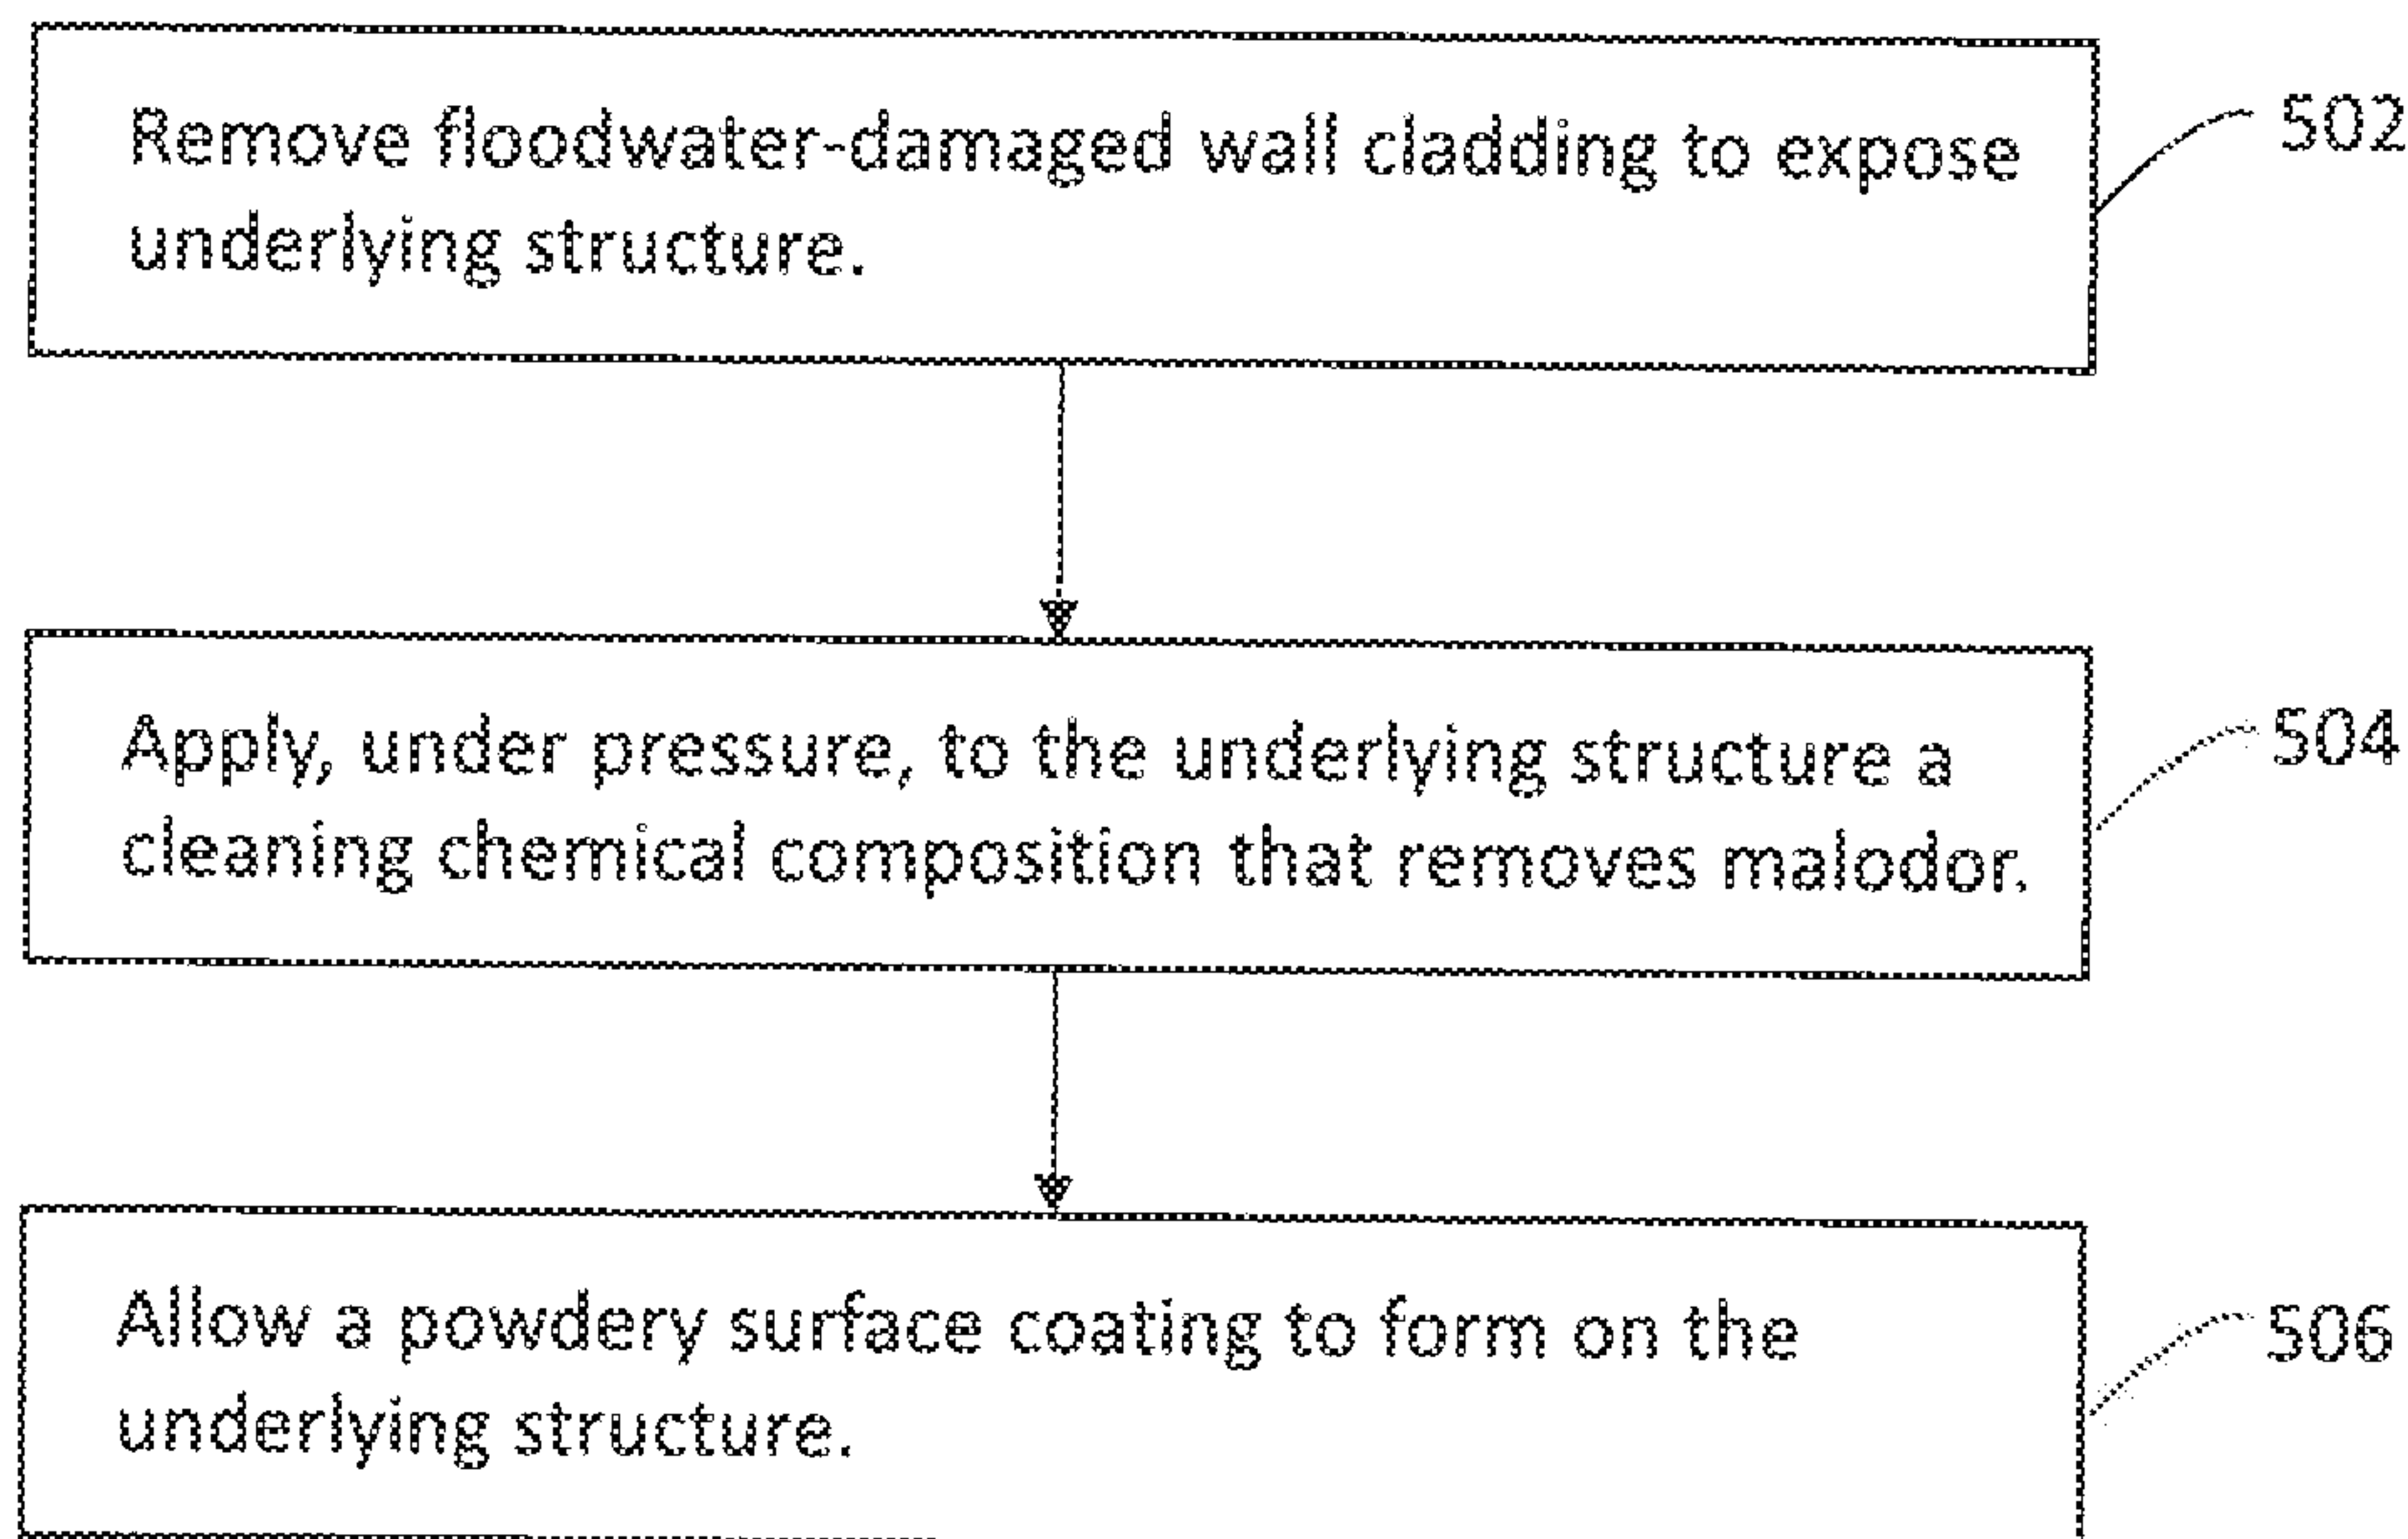 Remove floodwater-damaged wall cladding to expose
underlying structure.
502
Apply, under pressure, to the underlying structure a
cleaning chemical composition that removes malodor.
504
Allow a powdery surface coating to form on the
underlying structure.
506